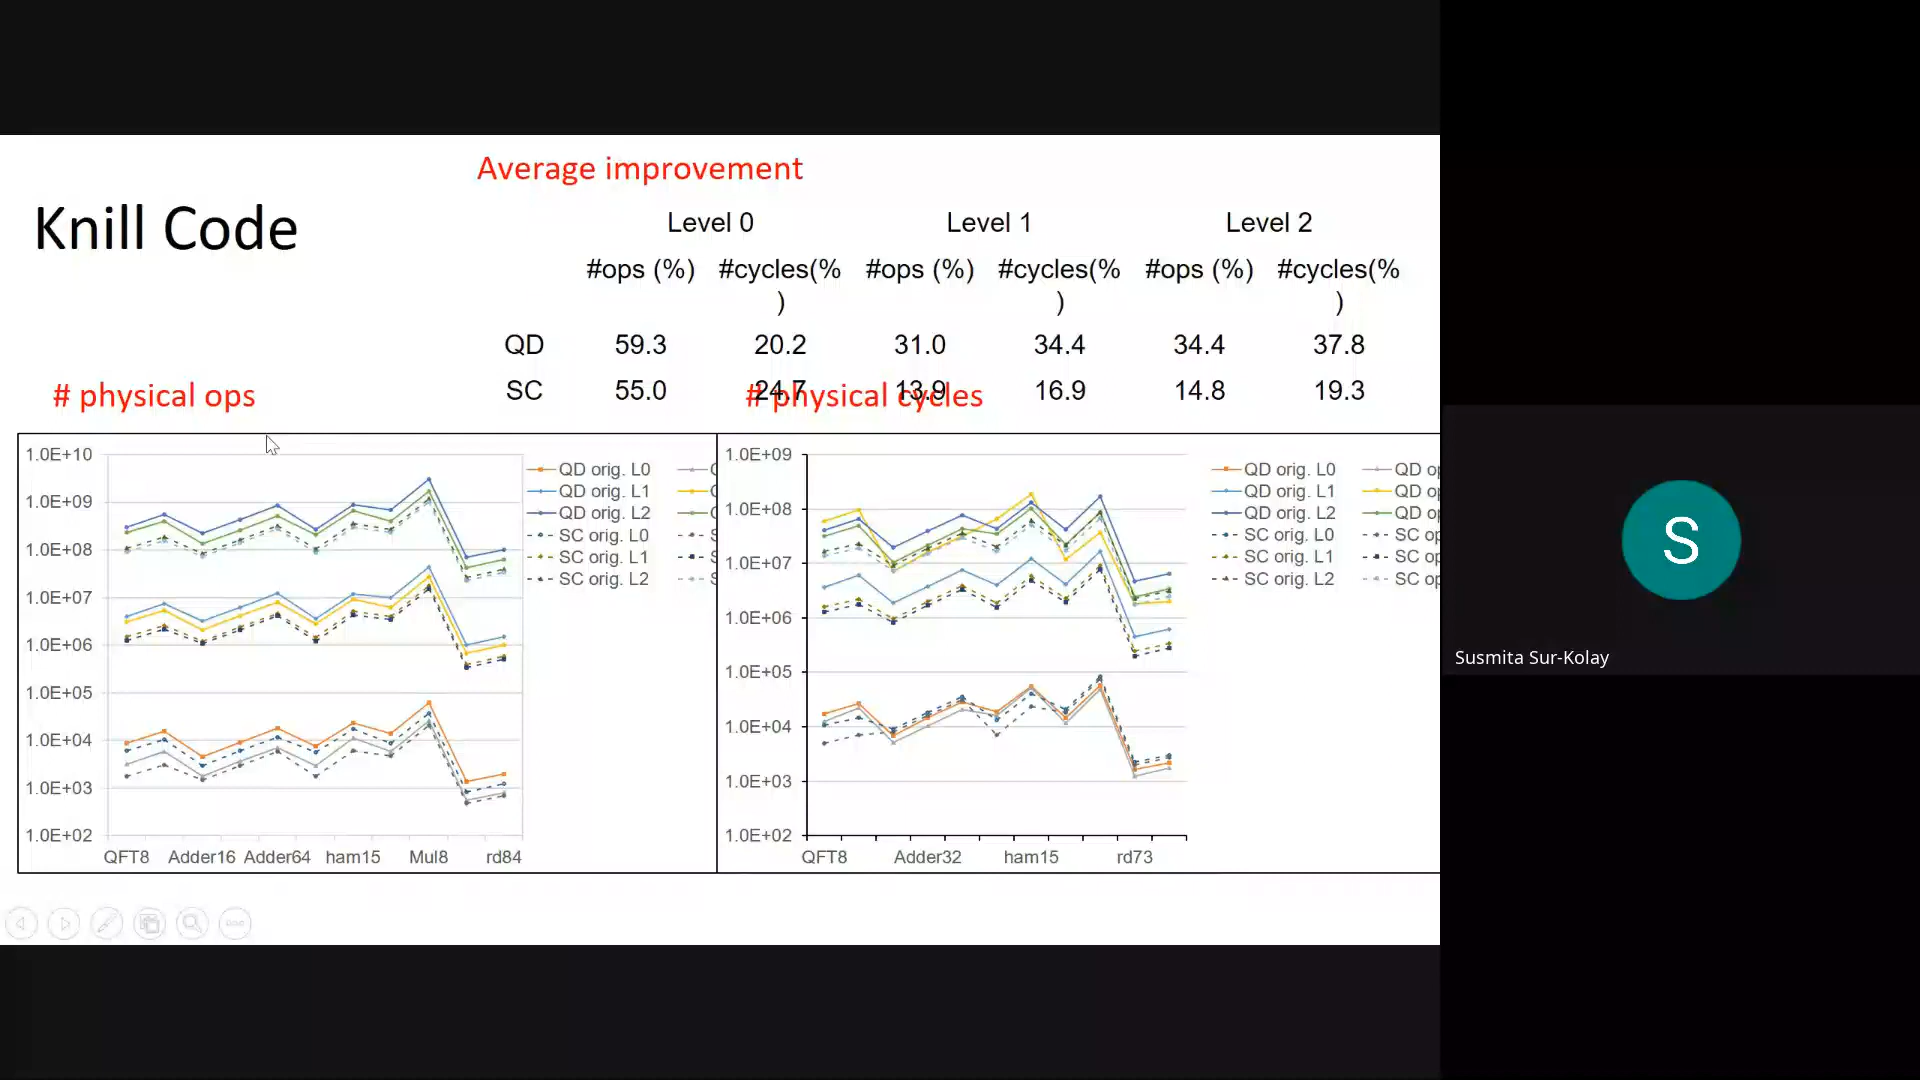 Average improvement
Knill Code
Level 0 Level 1 Level 2
#ops (%) #cycles(% #ops (%) #cycles(% #ops (%) #cycles(%
) ) )
QD 59.3 20.2 31.0 34.4 34.4 37.8
SC 55.0 24.7 13.9 16.9 14.8 19.3
# physical ops
# physical cycles
1.0E+10
1.0E+09
1.0E+08
1.0E+07
1.0E+06
1.0E+05
1.0E+04
1.0E+03
1.0E+02
QFT8 Adder16 Adder64 ham15 Mul8 rd84
QD orig. L0
QD orig. L1
QD orig. L2
SC orig. L0
SC orig. L1
SC orig. L2
1.0E+09
1.0E+08
1.0E+07
1.0E+06
1.0E+05
1.0E+04
1.0E+03
1.0E+02
QFT8 Adder32 ham15 rd73
QD orig. L0 QD
QD orig. L1 QD
QD orig. L2 QD
SC orig. L0 SC
SC orig. L1 SC
SC orig. L2 SC
S
Susmita Sur-Kolay